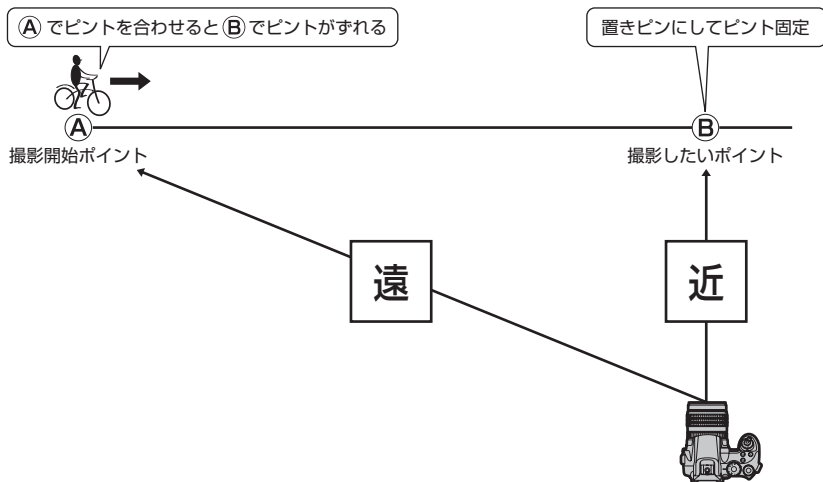 Ⓐ でピントを合わせると Ⓑ でピントがずれる
置きピンにしてピント固定
Ⓐ
Ⓑ
撮影開始ポイント
撮影したいポイント
遠
近